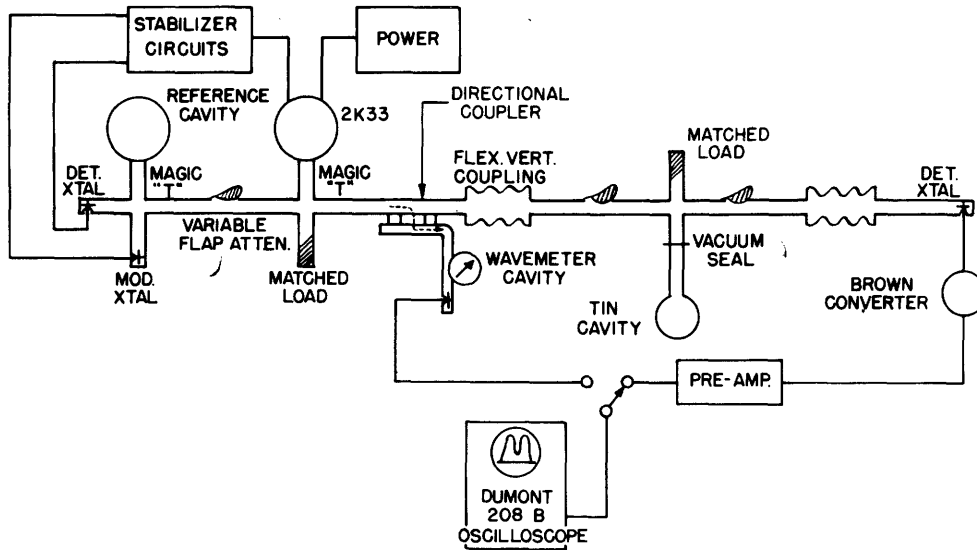 STABILIZER
CIRCUITS
POWER
REFERENCE
CAVITY
2K33
DIRECTIONAL
COUPLER
MATCHED
LOAD
DET.
XTAL
MAGIC
"T"
MAGIC
"T"
FLEX. VERT.
COUPLING
DET.
XTAL
VARIABLE
FLAP ATTEN.
MOD.
XTAL
MATCHED
LOAD
WAVEMETER
CAVITY
VACUUM
SEAL
TIN
CAVITY
BROWN
CONVERTER
PRE-AMP.
DUMONT
208 B
OSCILLOSCOPE